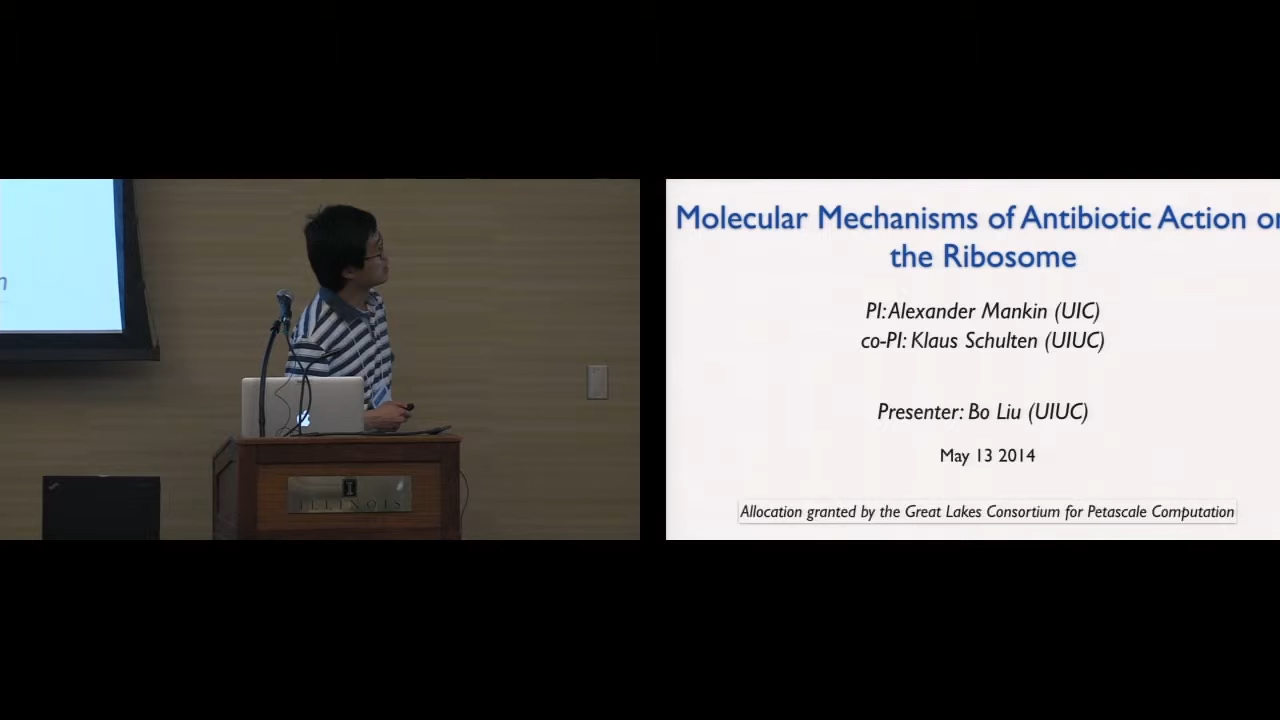 ILLINOIS
Molecular Mechanisms of Antibiotic Action on
the Ribosome
PI: Alexander Mankin (UIC)
co-PI: Klaus Schulten (UIUC)
Presenter: Bo Liu (UIUC)
May 13 2014
Allocation granted by the Great Lakes Consortium for Petascale Computation